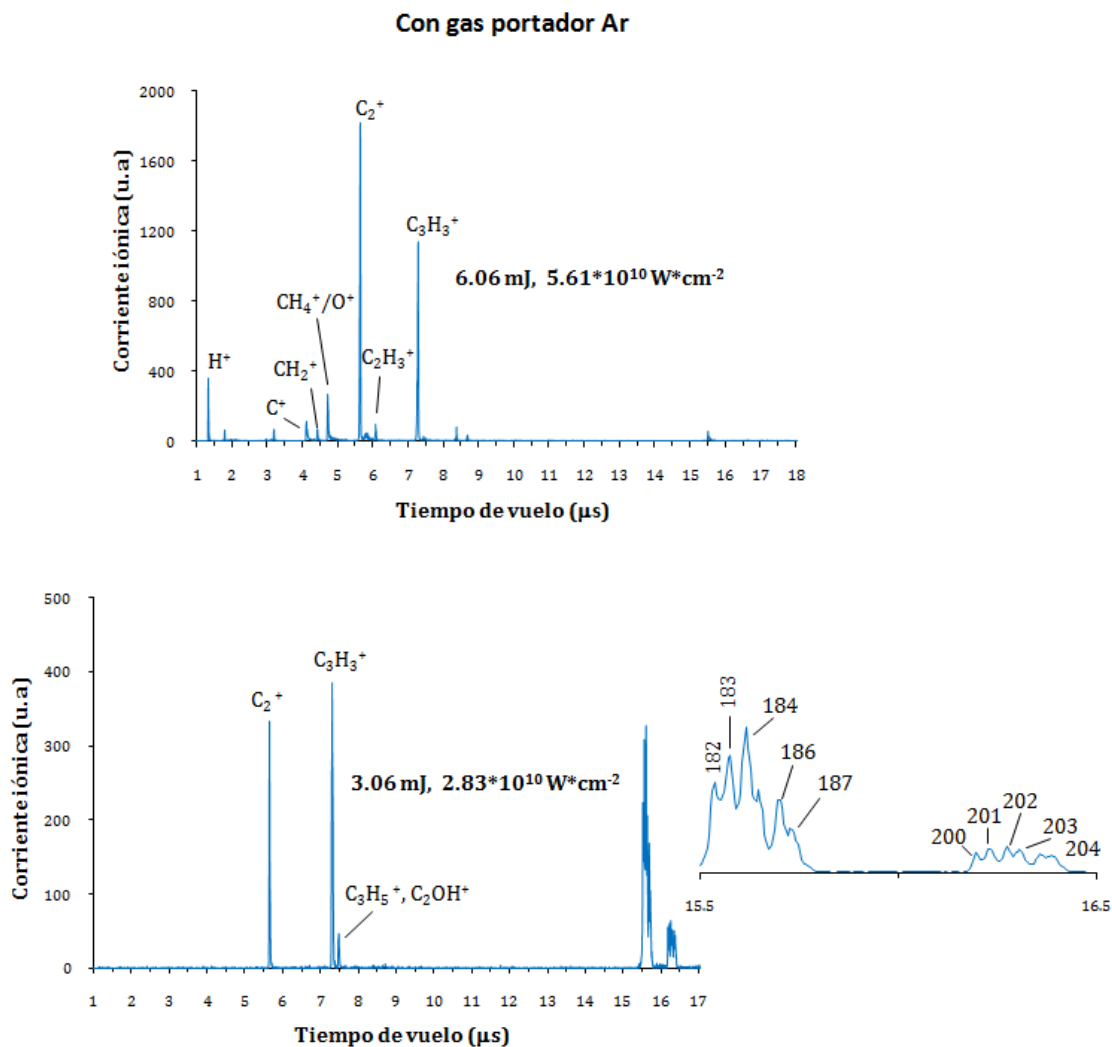 Con gas portador Ar
Corriente iónica (u.a)
2000
1600
1200
800
400
0
C₂⁺
C₃H₃⁺
6.06 mJ, 5.61*10¹⁰ W*cm⁻²
CH₄⁺/O⁺
H⁺
CH₂⁺
C₂H₃⁺
C⁺
1 2 3 4 5 6 7 8 9 10 11 12 13 14 15 16 17 18
Tiempo de vuelo (μs)
Corriente iónica (u.a)
500
400
300
200
100
0
C₃H₃⁺
C₂⁺
3.06 mJ, 2.83*10¹⁰ W*cm⁻²
C₃H₅⁺, C₂OH⁺
182
183
184
186
187
200
201
202
203
204
15.5 16.5
1 2 3 4 5 6 7 8 9 10 11 12 13 14 15 16 17
Tiempo de vuelo (μs)